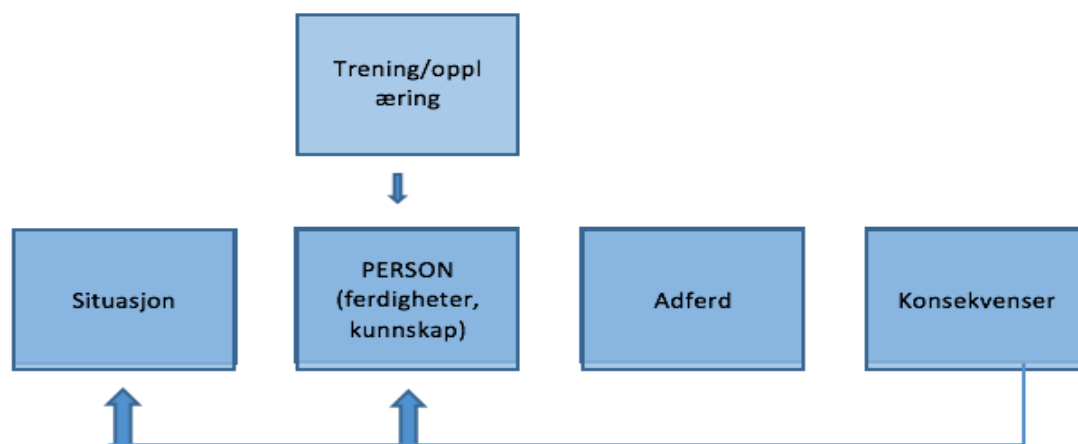 Trening/oppl
æring
Situasjon
PERSON
(ferdigheter,
kunnskap)
Adferd
Konsekvenser